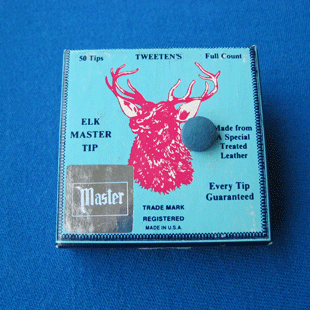 50 Tips TWEETEN'S Full Count
ELK
MASTER
TIP
Made from
A Special
Treated
Leather
Every Tip
Guaranteed
Master
TRADE MARK
REGISTERED
MADE IN U.S.A.